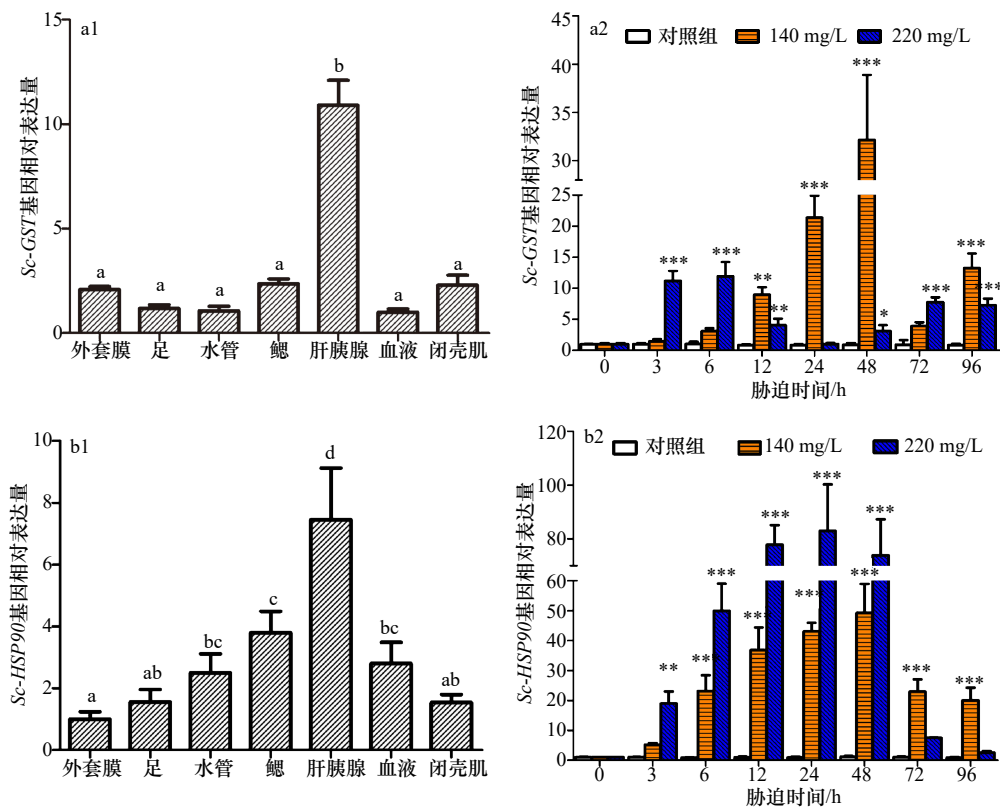 a1
Sc-GST基因相对表达量
15
10
5
0
a
a
a
a
b
a
a
外套膜 足 水管 鳃 肝胰腺 血液 闭壳肌
a2
对照组 140 mg/L 220 mg/L
Sc-GST基因相对表达量
45
40
35
30
25
20
15
10
5
0
***
***
**
**
***
***
*
***
***
***
0 3 6 12 24 48 72 96
胁迫时间/h
b1
Sc-HSP90基因相对表达量
10
8
6
4
2
0
a
ab
bc
c
d
bc
ab
外套膜 足 水管 鳃 肝胰腺 血液 闭壳肌
b2
对照组 140 mg/L 220 mg/L
Sc-HSP90基因相对表达量
120
100
80
60
50
40
30
20
10
0
**
***
***
***
***
***
***
***
***
***
***
0 3 6 12 24 48 72 96
胁迫时间/h